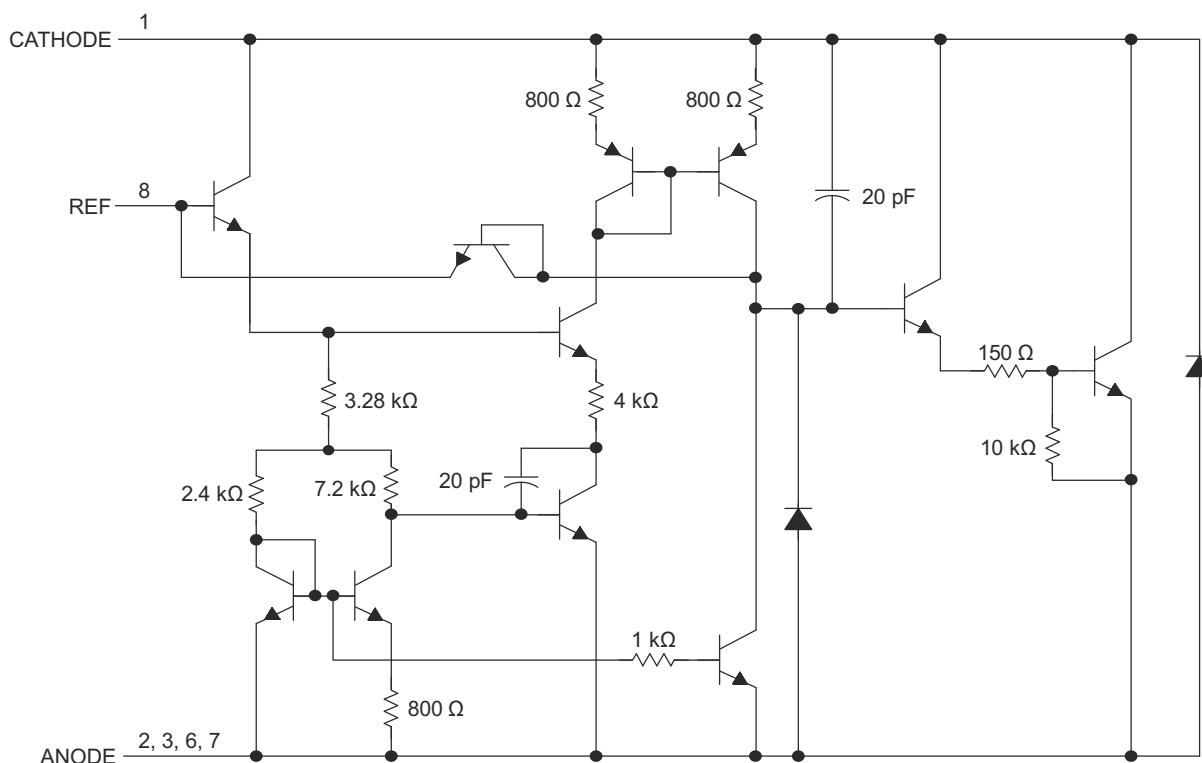 1
CATHODE
800 Ω
800 Ω
8
REF
20 pF
150 Ω
3.28 kΩ
4 kΩ
10 kΩ
2.4 kΩ
7.2 kΩ
20 pF
1 kΩ
800 Ω
2, 3, 6, 7
ANODE